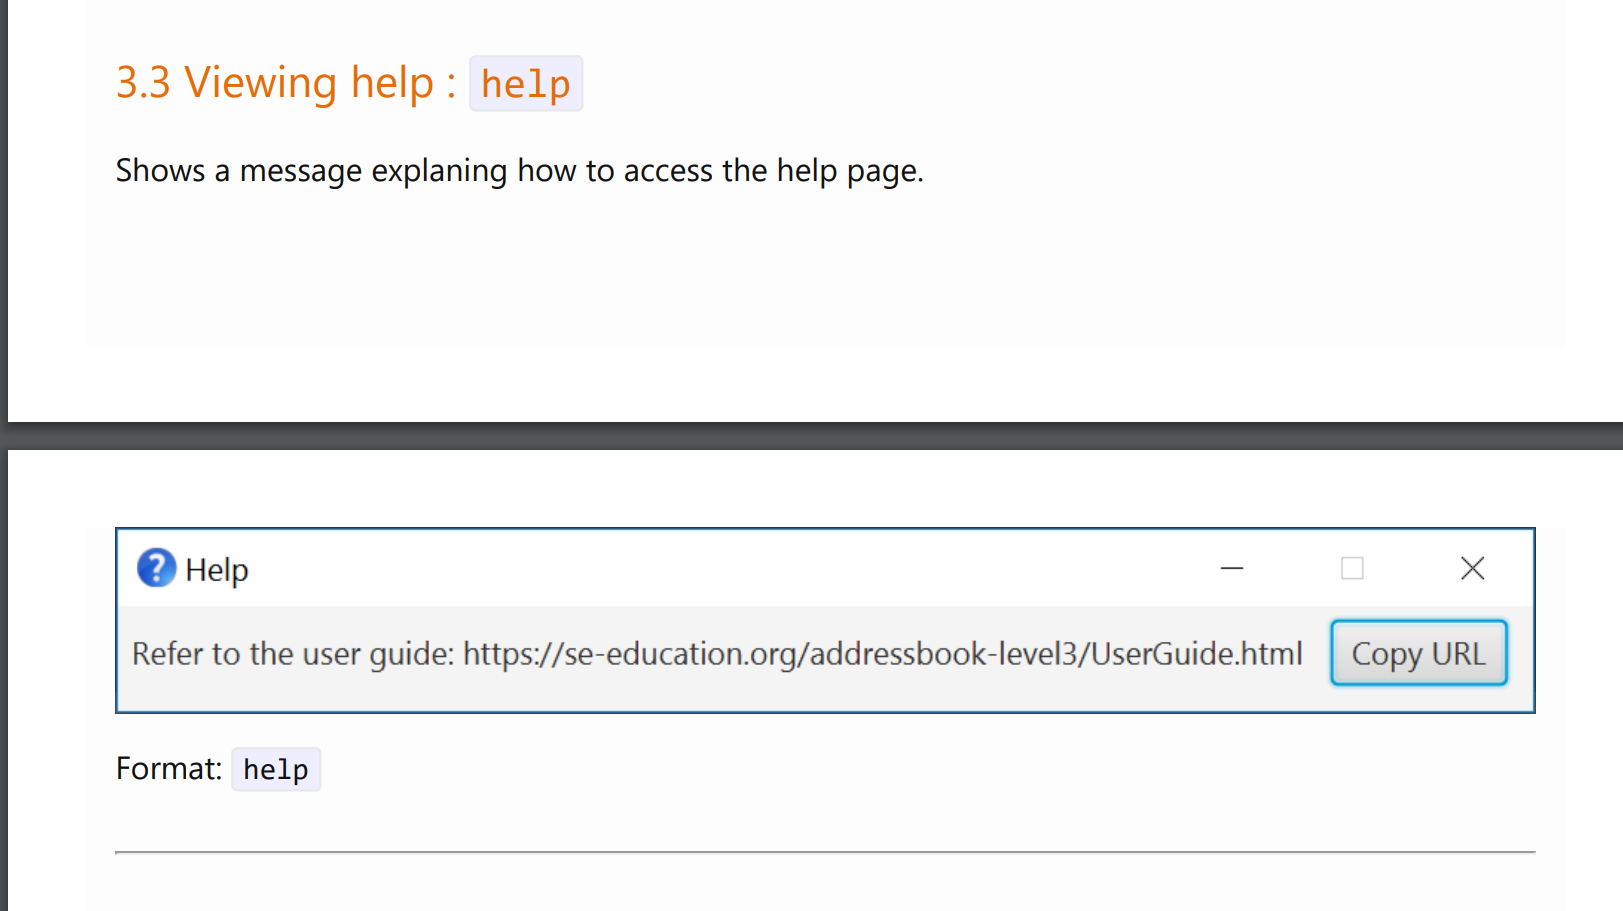 3.3 Viewing help : help
Shows a message explaning how to access the help page.
Help
Refer to the user guide: https://se-education.org/addressbook-level3/UserGuide.html Copy URL
Format: help